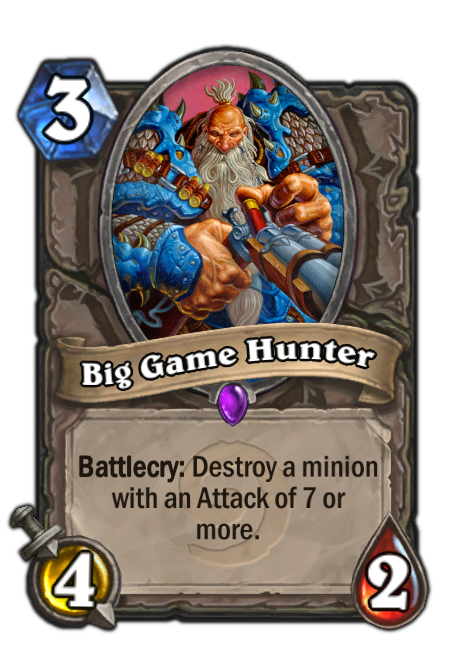 3
Big Game Hunter
Battlecry: Destroy a minion
with an Attack of 7 or
more.
4
2